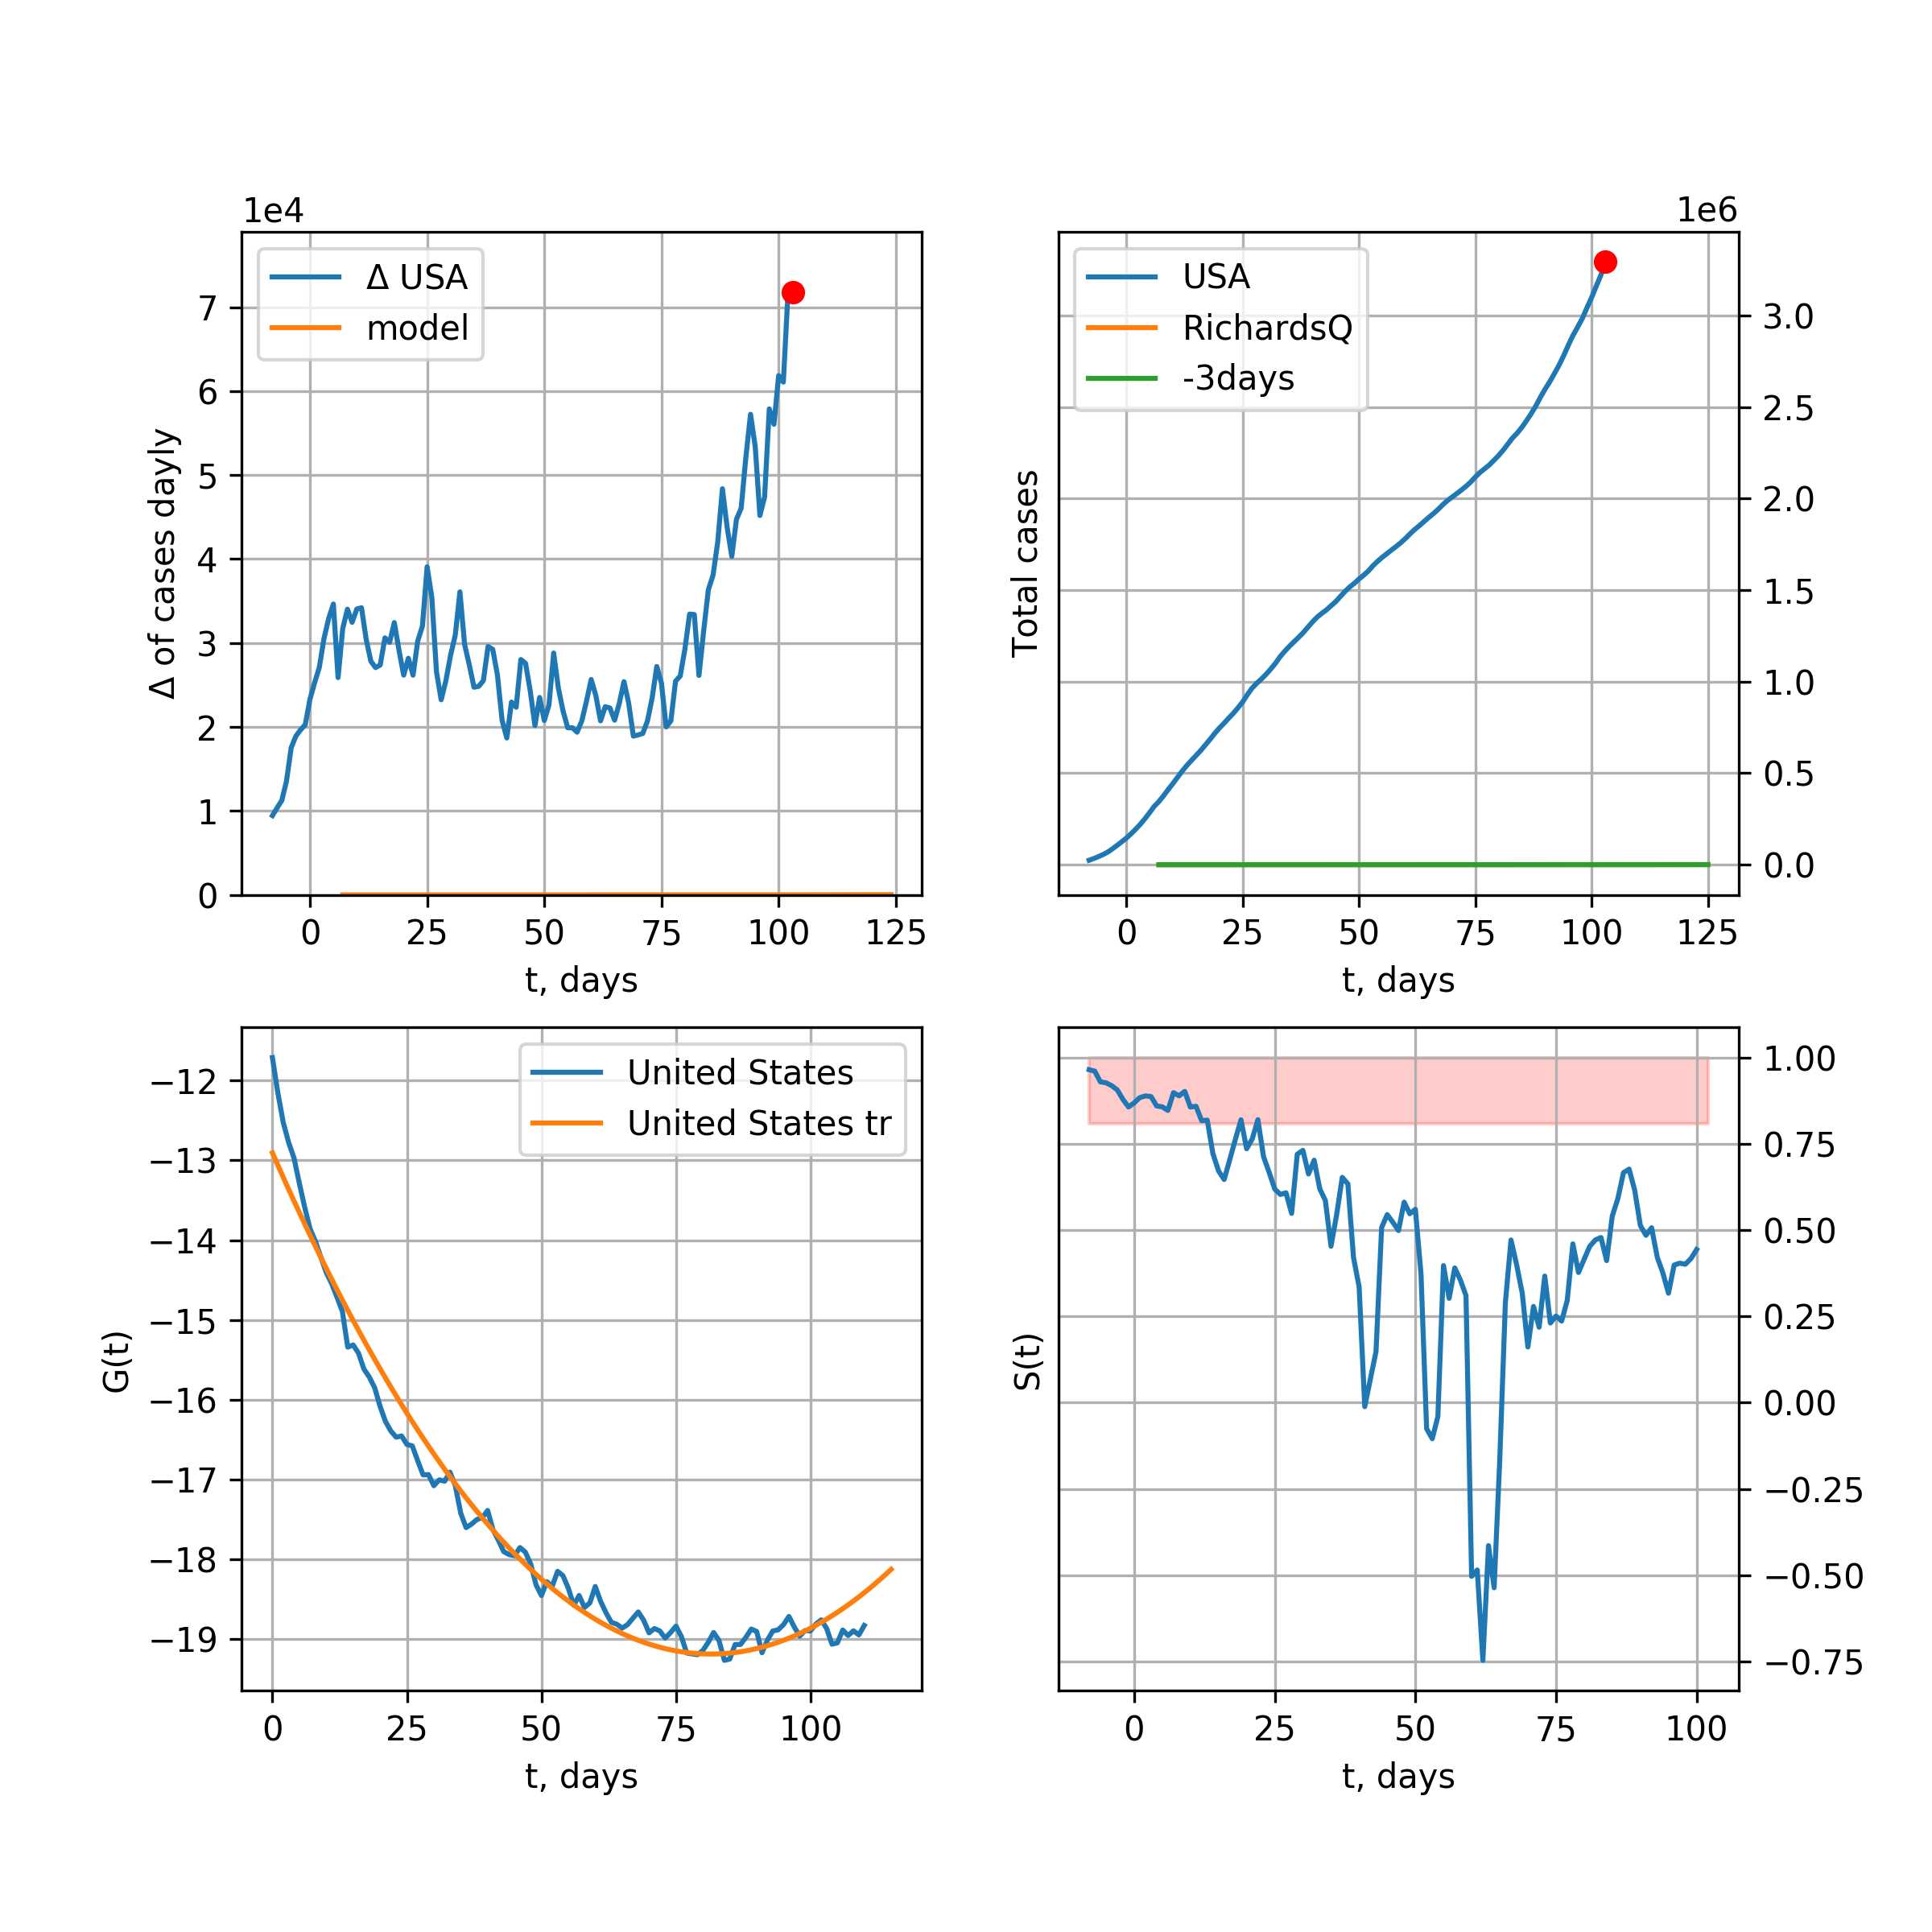 1e4
Δ USA
model
7
6
5
4
3
2
1
0
Δ of cases dayly
0 25 50 75 100 125
t, days
1e6
USA
RichardsQ
-3days
3.0
2.5
2.0
1.5
1.0
0.5
0.0
Total cases
0 25 50 75 100 125
t, days
United States
United States tr
−12
−13
−14
−15
−16
−17
−18
−19
G(t)
0 25 50 75 100
t, days
1.00
0.75
0.50
0.25
0.00
−0.25
−0.50
−0.75
S(t)
0 25 50 75 100
t, days